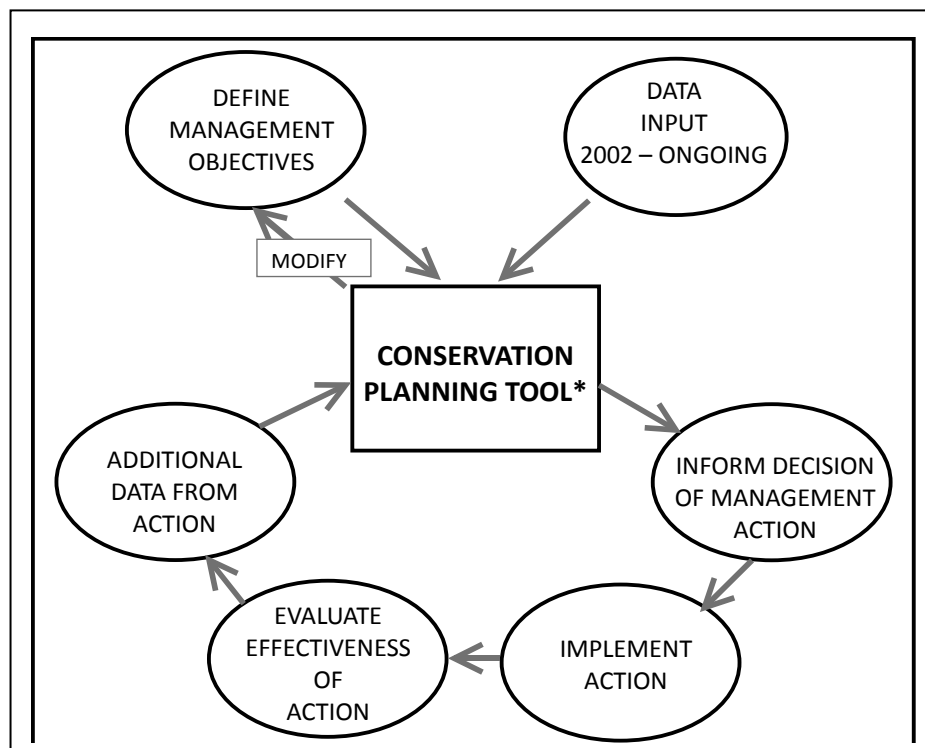 DEFINE
MANAGEMENT
OBJECTIVES
DATA
INPUT
2002 – ONGOING
MODIFY
CONSERVATION
PLANNING TOOL*
ADDITIONAL
DATA FROM
ACTION
INFORM DECISION
OF MANAGEMENT
ACTION
EVALUATE
EFFECTIVENESS
OF
ACTION
IMPLEMENT
ACTION